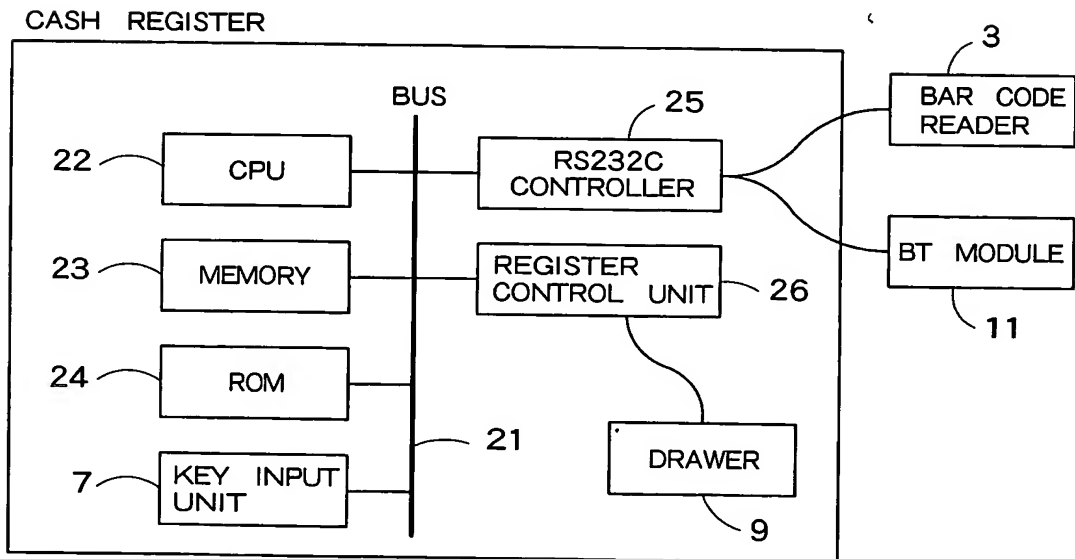 CASH REGISTER
3
BAR CODE
READER
BUS
25
22
CPU
RS232C
CONTROLLER
23
MEMORY
REGISTER
CONTROL UNIT
26
BT MODULE
11
24
ROM
21
7
KEY INPUT
UNIT
DRAWER
9